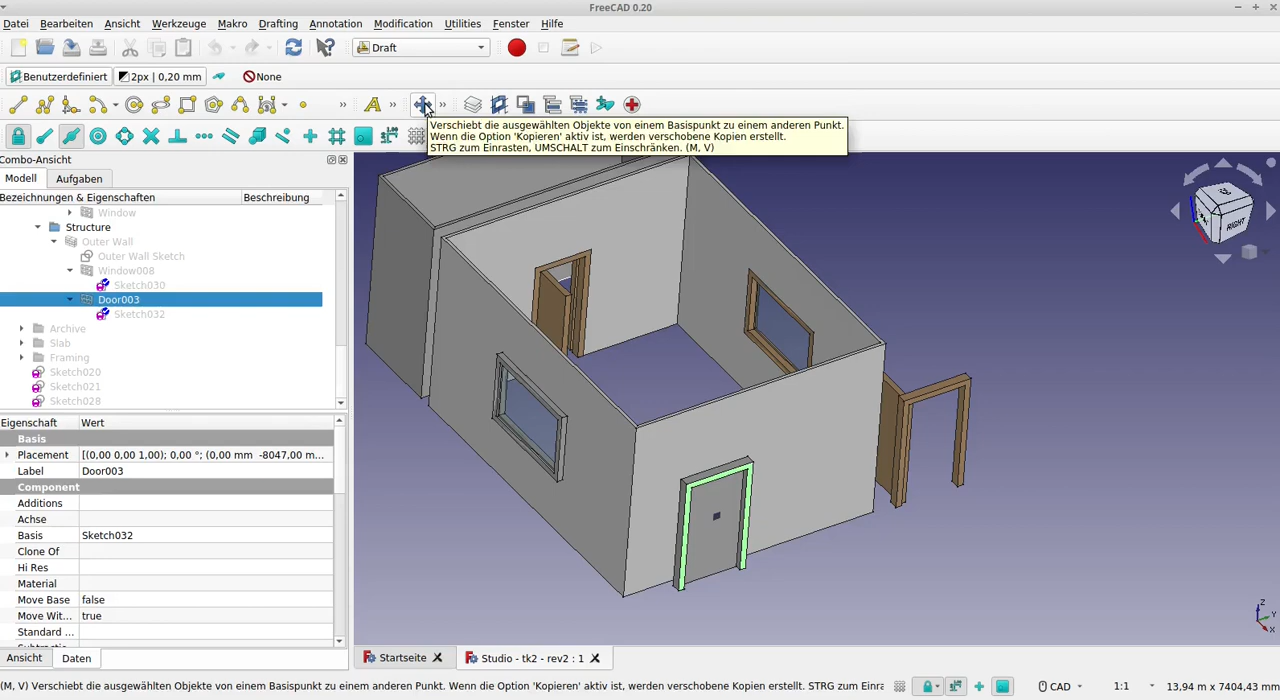 FreeCAD 0.20
Datei Bearbeiten Ansicht Werkzeuge Makro Drafting Annotation Modification Utilities Fenster Hilfe
Draft
Benutzerdefiniert 2px | 0,20 mm None
Verschiebt die ausgewählten Objekte von einem Basispunkt zu einem anderen Punkt.
Wenn die Option 'Kopieren' aktiv ist, werden verschobene Kopien erstellt.
STRG zum Einrasten, UMSCHALT zum Einschränken. (M, V)
Combo-Ansicht
Modell Aufgaben
Bezeichnungen & Eigenschaften Beschreibung
Window
Structure
Outer Wall
Outer Wall Sketch
Window008
Sketch030
Door003
Sketch032
Archive
Slab
Framing
Sketch020
Sketch021
Sketch028
Eigenschaft Wert
Basis
Placement [(0,00 0,00 1,00); 0,00 °; (0,00 mm -8047,00 m...
Label Door003
Component
Additions
Achse
Basis Sketch032
Clone Of
Hi Res
Material
Move Base false
Move Wit... true
Standard ...
Ansicht Daten
RIGHT
Z
Y
X
Startseite
Studio - tk2 - rev2 : 1
(M, V) Verschiebt die ausgewählten Objekte von einem Basispunkt zu einem anderen Punkt. Wenn die Option 'Kopieren' aktiv ist, werden verschobene Kopien erstellt. STRG zum Einra
CAD 1:1 13,94 m x 7404,43 mm